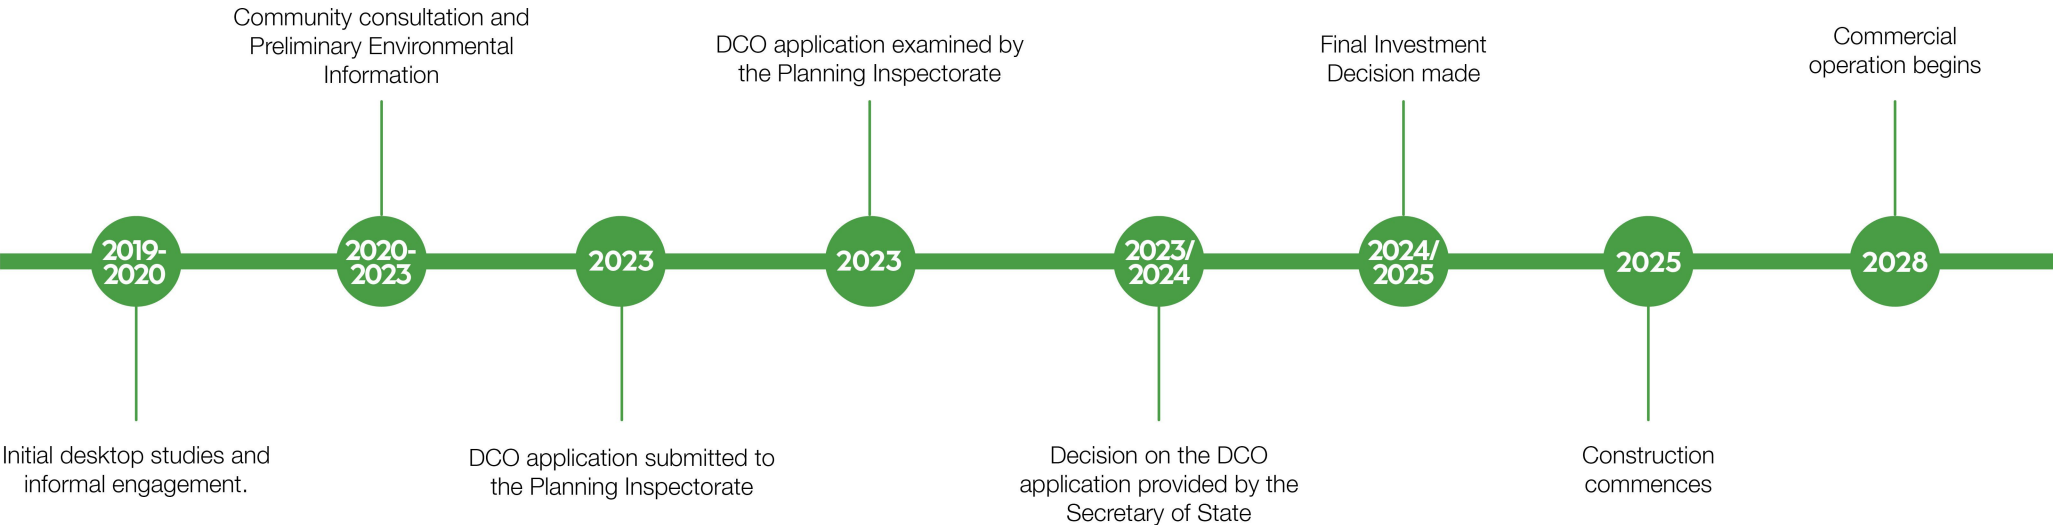 Community consultation and
Preliminary Environmental
Information
DCO application examined by
the Planning Inspectorate
Final Investment
Decision made
Commercial
operation begins
2019-
2020
2020-
2023
2023
2023
2023/
2024
2024/
2025
2025
2028
Initial desktop studies and
informal engagement.
DCO application submitted to
the Planning Inspectorate
Decision on the DCO
application provided by the
Secretary of State
Construction
commences